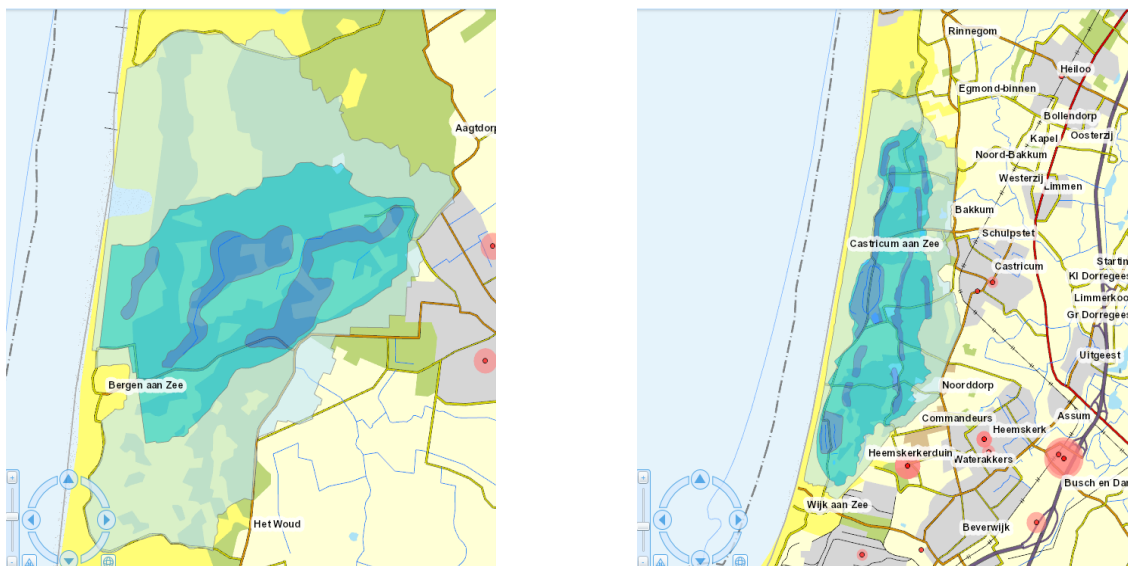 Aagtdorp
Bergen aan Zee
Het Woud
Rinnegom
Heiloo
Egmond-binnen
Bollendorp
Kapel
Oosterzij
Noord-Bakkum
Westerzij
Limmen
Bakkum
Schulpstet
Castricum aan Zee
Castricum
Startin
Kl Dorregees
Limmerkoo
Gr Dorregees
Uitgeest
Noorddorp
Commandeurs
Assum
Heemskerk
Heemskerkerduin
Waterakkers
Busch en Dam
Wijk aan Zee
Beverwijk